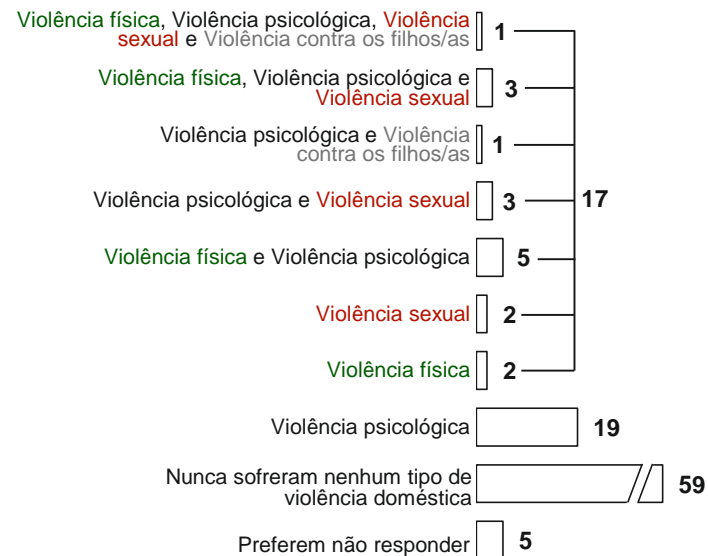 Violência física, Violência psicológica, Violência
sexual e Violência contra os filhos/as
1
Violência física, Violência psicológica e
Violência sexual
3
Violência psicológica e Violência
contra os filhos/as
1
Violência psicológica e Violência sexual
3
17
Violência física e Violência psicológica
5
Violência sexual
2
Violência física
2
Violência psicológica
19
Nunca sofreram nenhum tipo de
violência doméstica
59
Preferem não responder
5